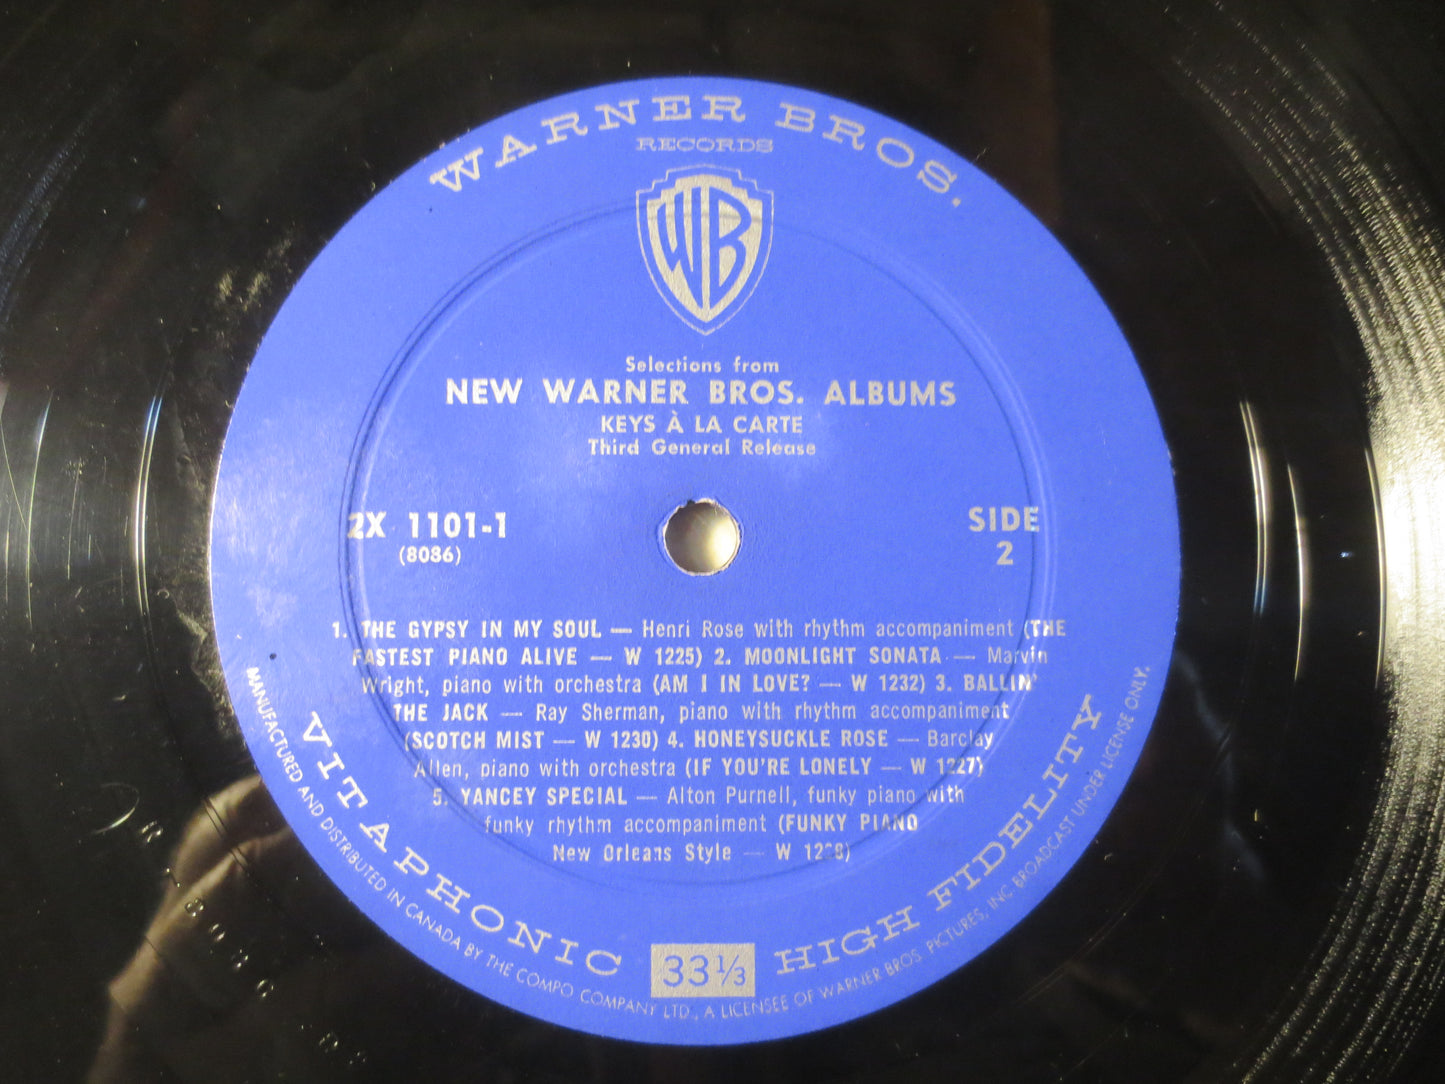 WARNER BROS.
RECORDS
WB
Selections from
NEW WARNER BROS. ALBUMS
KEYS À LA CARTE
Third General Release
2X 1101-1
(8086)
SIDE
2
1. THE GYPSY IN MY SOUL — Henri Rose with rhythm accompaniment (THE
FASTEST PIANO ALIVE — W 1225) 2. MOONLIGHT SONATA — Marvin
Wright, piano with orchestra (AM I IN LOVE? — W 1232) 3. BALLIN'
THE JACK — Ray Sherman, piano with rhythm accompaniment
(SCOTCH MIST — W 1230) 4. HONEYSUCKLE ROSE — Barclay
Allen, piano with orchestra (IF YOU'RE LONELY — W 1227)
5. YANCEY SPECIAL — Alton Purnell, funky piano with
funky rhythm accompaniment (FUNKY PIANO
New Orleans Style — W 1228)
VITAPHONIC
33⅓
HIGH FIDELITY
MANUFACTURED AND DISTRIBUTED IN CANADA BY THE COMPO COMPANY LTD., A LICENSEE OF WARNER BROS. PICTURES, INC. BROADCAST UNDER LICENSE ONLY.